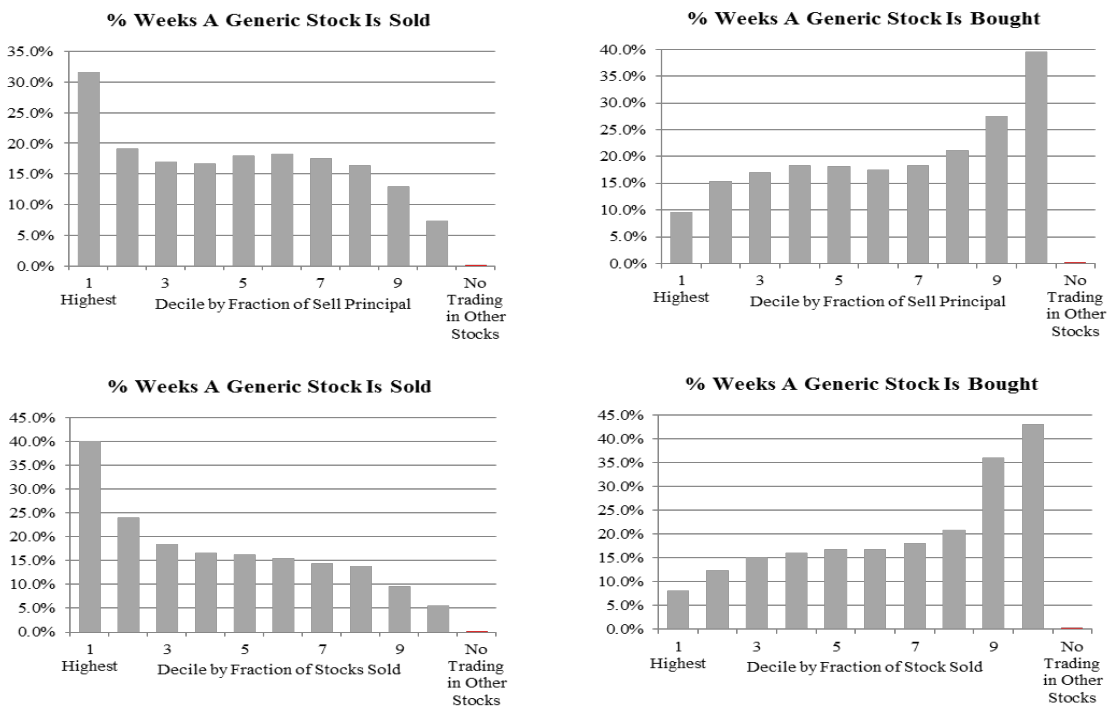 % Weeks A Generic Stock Is Sold
35.0%
30.0%
25.0%
20.0%
15.0%
10.0%
5.0%
0.0%
1 3 5 7 9 No
Highest Decile by Fraction of Sell Principal Trading
in Other
Stocks
% Weeks A Generic Stock Is Bought
40.0%
35.0%
30.0%
25.0%
20.0%
15.0%
10.0%
5.0%
0.0%
1 3 5 7 9 No
Highest Decile by Fraction of Sell Principal Trading
in Other
Stocks
% Weeks A Generic Stock Is Sold
45.0%
40.0%
35.0%
30.0%
25.0%
20.0%
15.0%
10.0%
5.0%
0.0%
1 3 5 7 9 No
Highest Decile by Fraction of Stocks Sold Trading
in Other
Stocks
% Weeks A Generic Stock Is Bought
45.0%
40.0%
35.0%
30.0%
25.0%
20.0%
15.0%
10.0%
5.0%
0.0%
1 3 5 7 9 No
Highest Decile by Fraction of Stock Sold Trading
in Other
Stocks